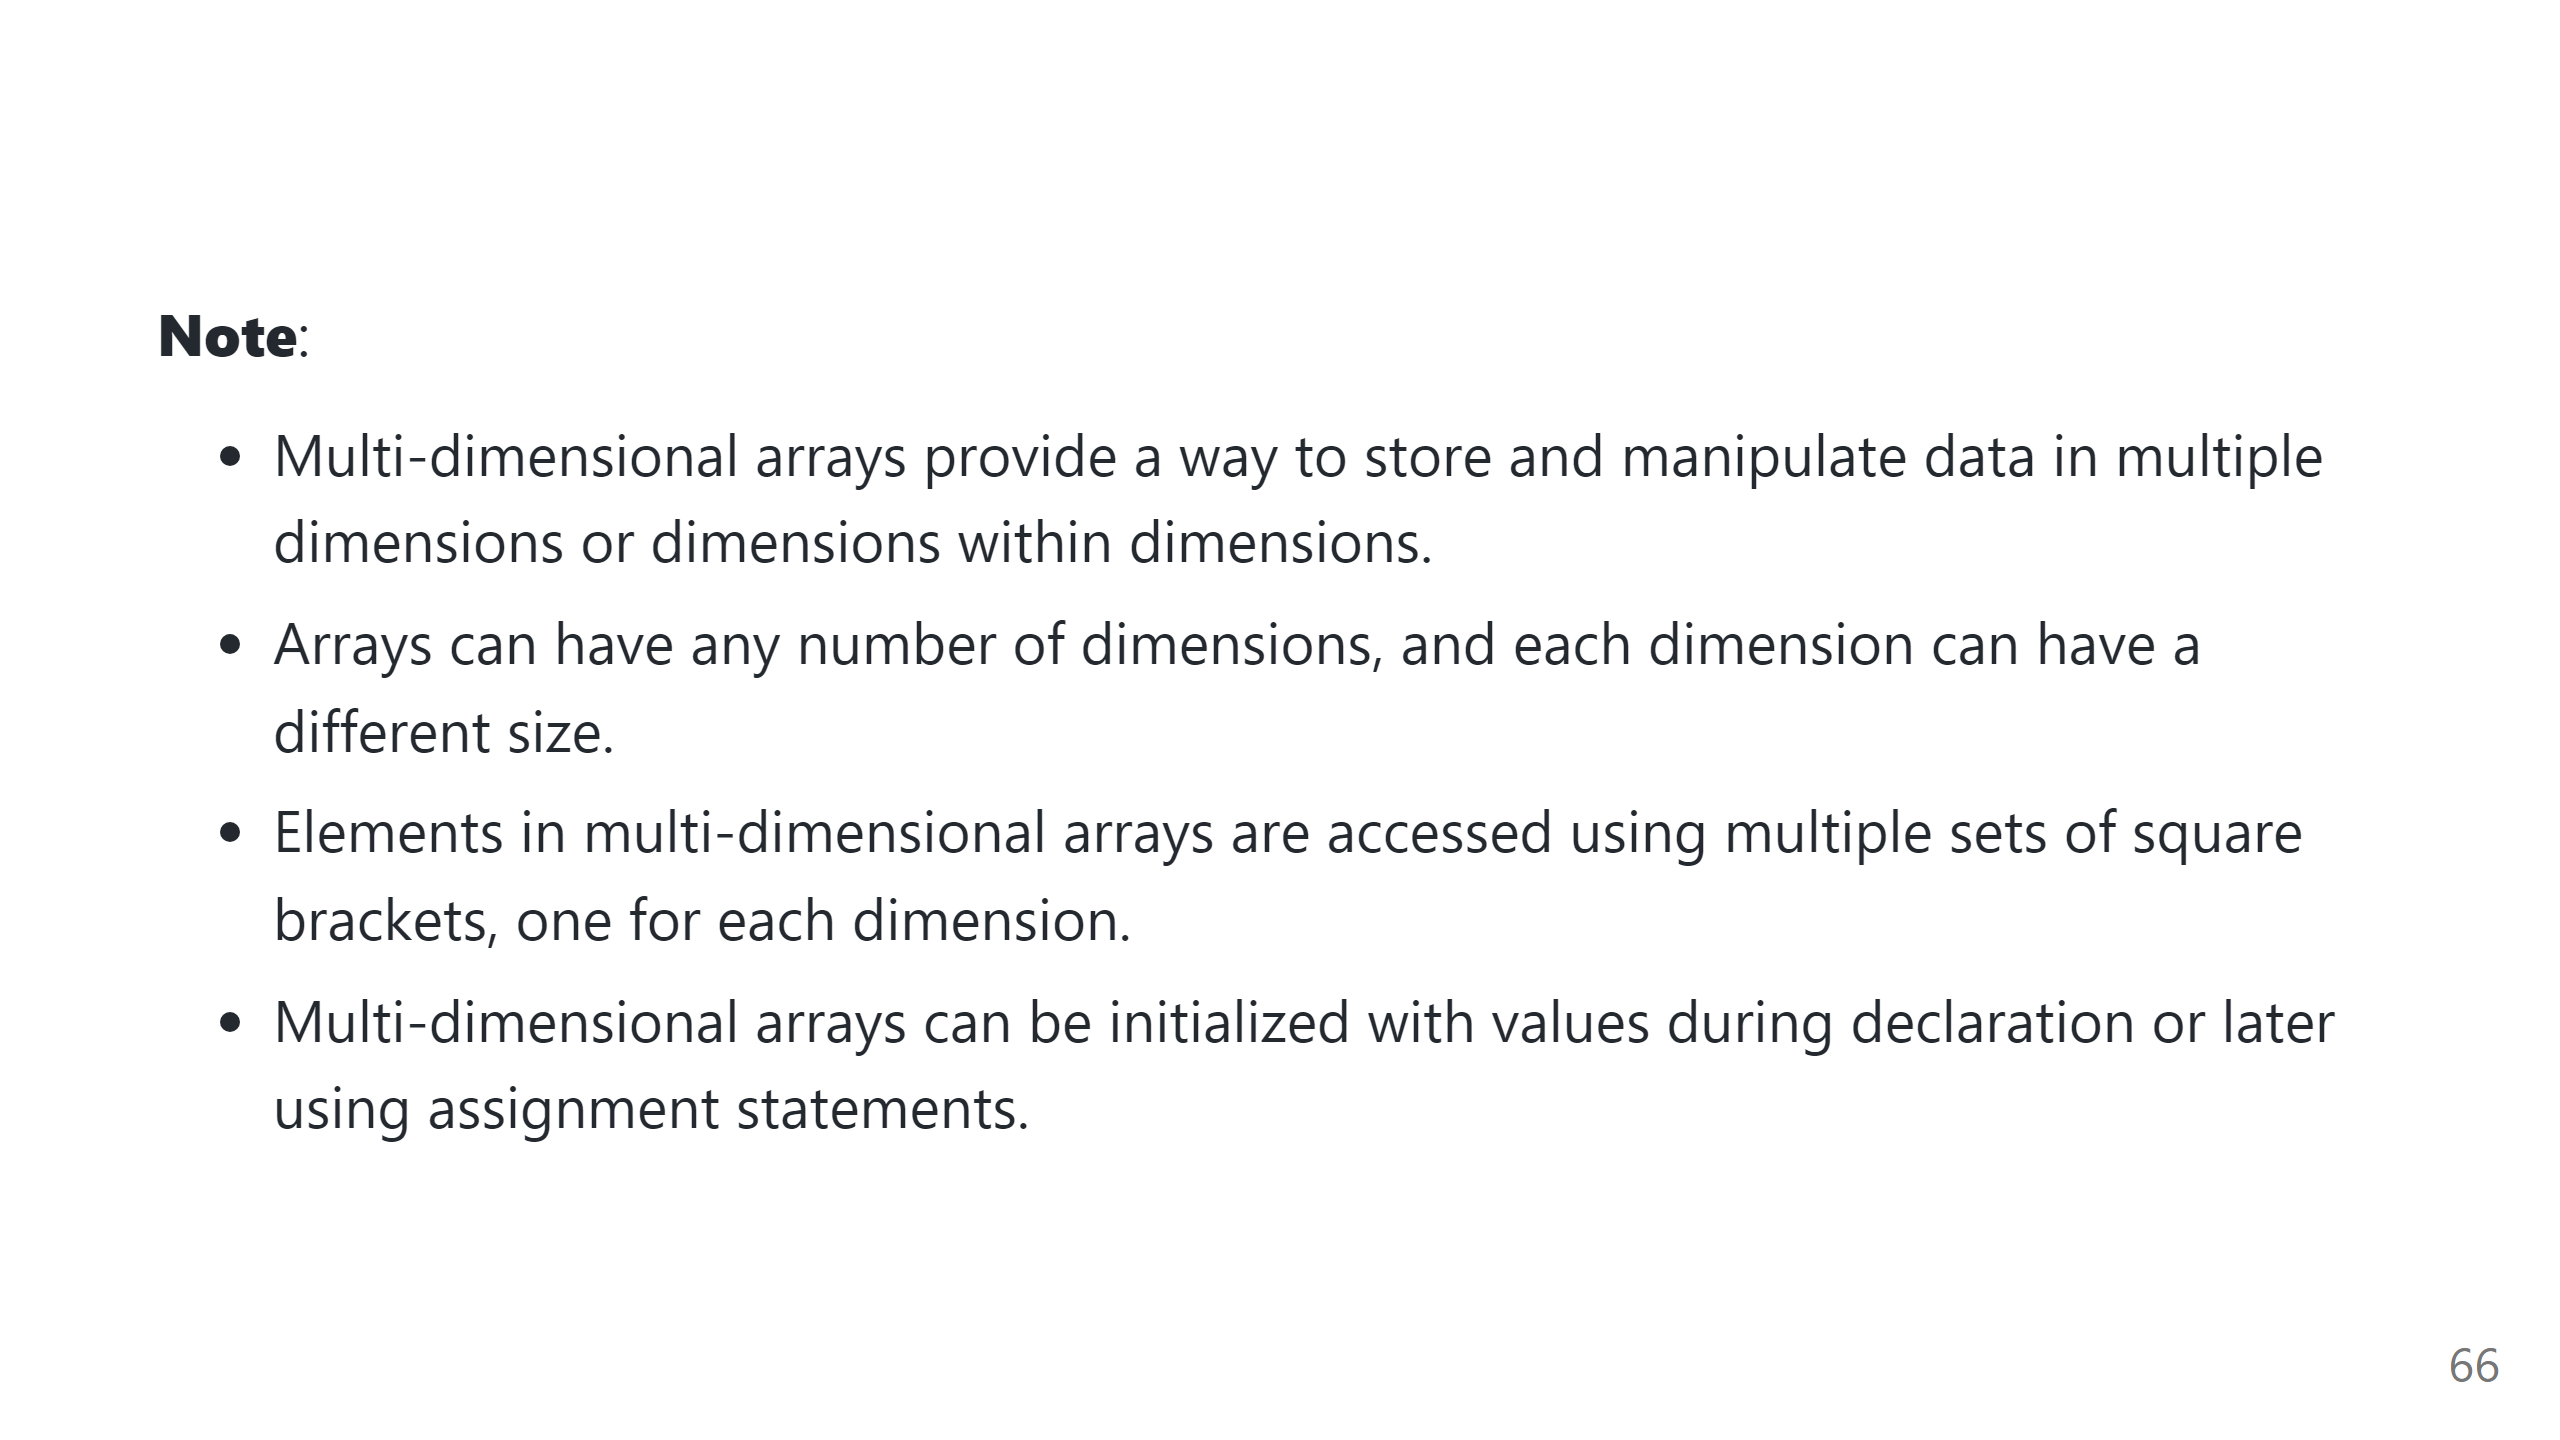 Note:
• Multi-dimensional arrays provide a way to store and manipulate data in multiple
dimensions or dimensions within dimensions.
• Arrays can have any number of dimensions, and each dimension can have a
different size.
• Elements in multi-dimensional arrays are accessed using multiple sets of square
brackets, one for each dimension.
• Multi-dimensional arrays can be initialized with values during declaration or later
using assignment statements.
66